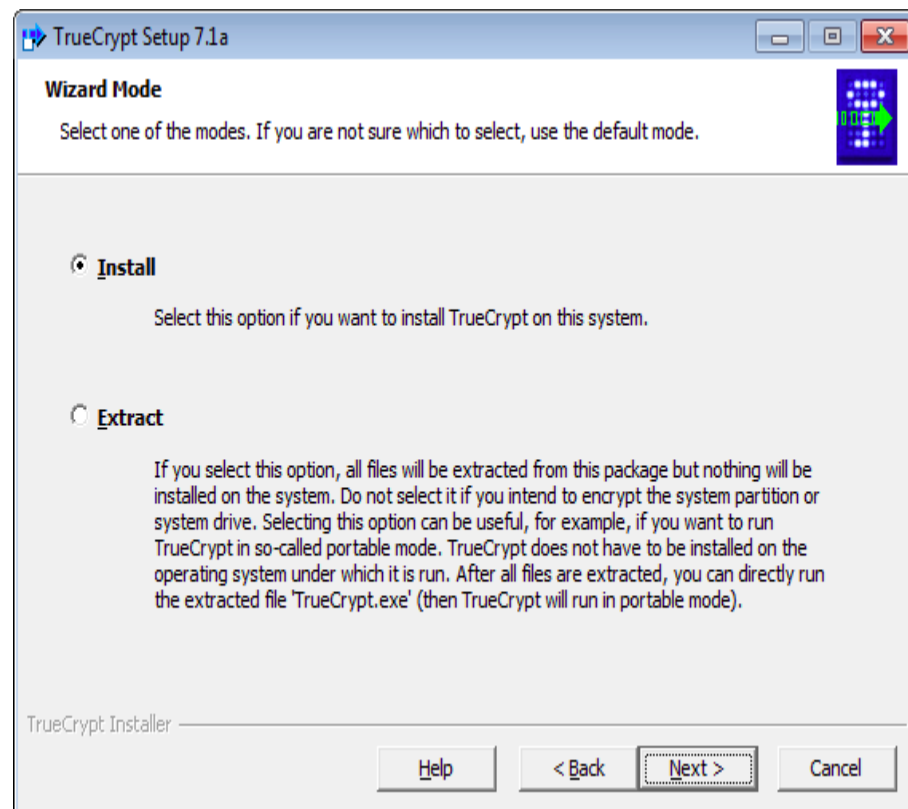 TrueCrypt Setup 7.1a
Wizard Mode
Select one of the modes. If you are not sure which to select, use the default mode.
Install
Select this option if you want to install TrueCrypt on this system.
Extract
If you select this option, all files will be extracted from this package but nothing will be
installed on the system. Do not select it if you intend to encrypt the system partition or
system drive. Selecting this option can be useful, for example, if you want to run
TrueCrypt in so-called portable mode. TrueCrypt does not have to be installed on the
operating system under which it is run. After all files are extracted, you can directly run
the extracted file 'TrueCrypt.exe' (then TrueCrypt will run in portable mode).
TrueCrypt Installer
Help
< Back
Next >
Cancel